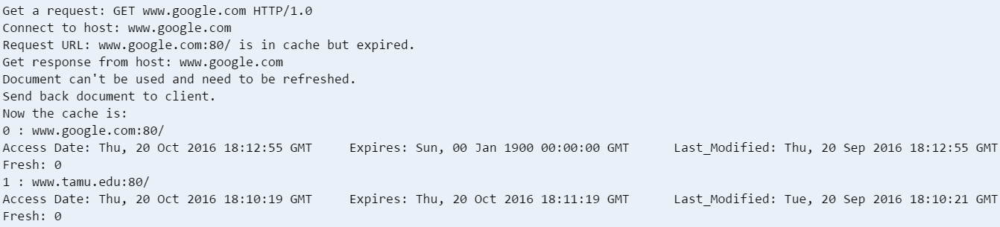 Get a request: GET www.google.com HTTP/1.0
Connect to host: www.google.com
Request URL: www.google.com:80/ is in cache but expired.
Get response from host: www.google.com
Document can't be used and need to be refreshed.
Send back document to client.
Now the cache is:
0 : www.google.com:80/
Access Date: Thu, 20 Oct 2016 18:12:55 GMT     Expires: Sun, 00 Jan 1900 00:00:00 GMT      Last_Modified: Thu, 20 Sep 2016 18:12:55 GMT
Fresh: 0
1 : www.tamu.edu:80/
Access Date: Thu, 20 Oct 2016 18:10:19 GMT     Expires: Thu, 20 Oct 2016 18:11:19 GMT      Last_Modified: Tue, 20 Sep 2016 18:10:21 GMT
Fresh: 0